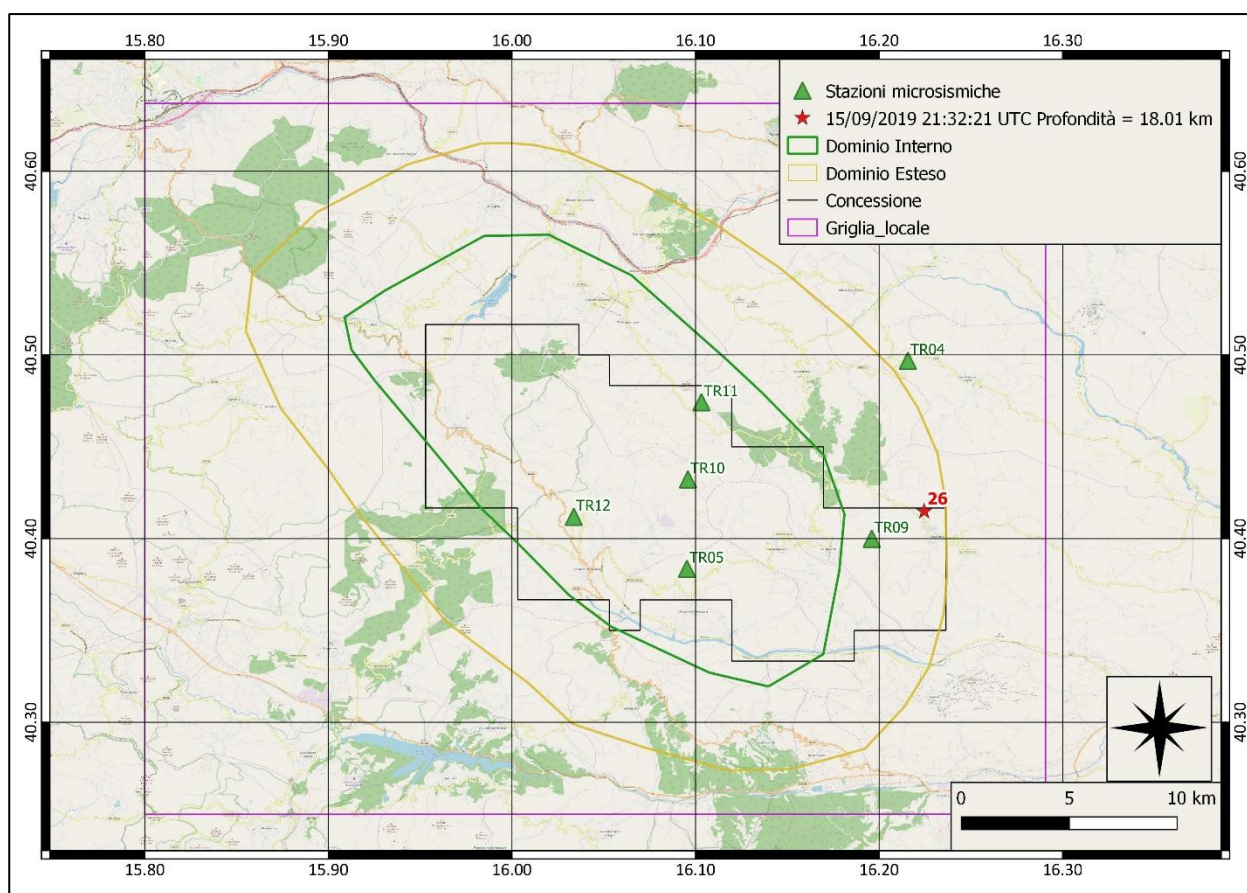 15.80 15.90 16.00 16.10 16.20 16.30
Stazioni microsismiche
15/09/2019 21:32:21 UTC Profondità = 18.01 km
Dominio Interno
Dominio Esteso
Concessione
Griglia_locale
40.60 40.60
40.50 40.50
TR04
TR11
TR10
26
TR12
TR09
40.40 40.40
TR05
40.30 40.30
0 5 10 km
15.80 15.90 16.00 16.10 16.20 16.30